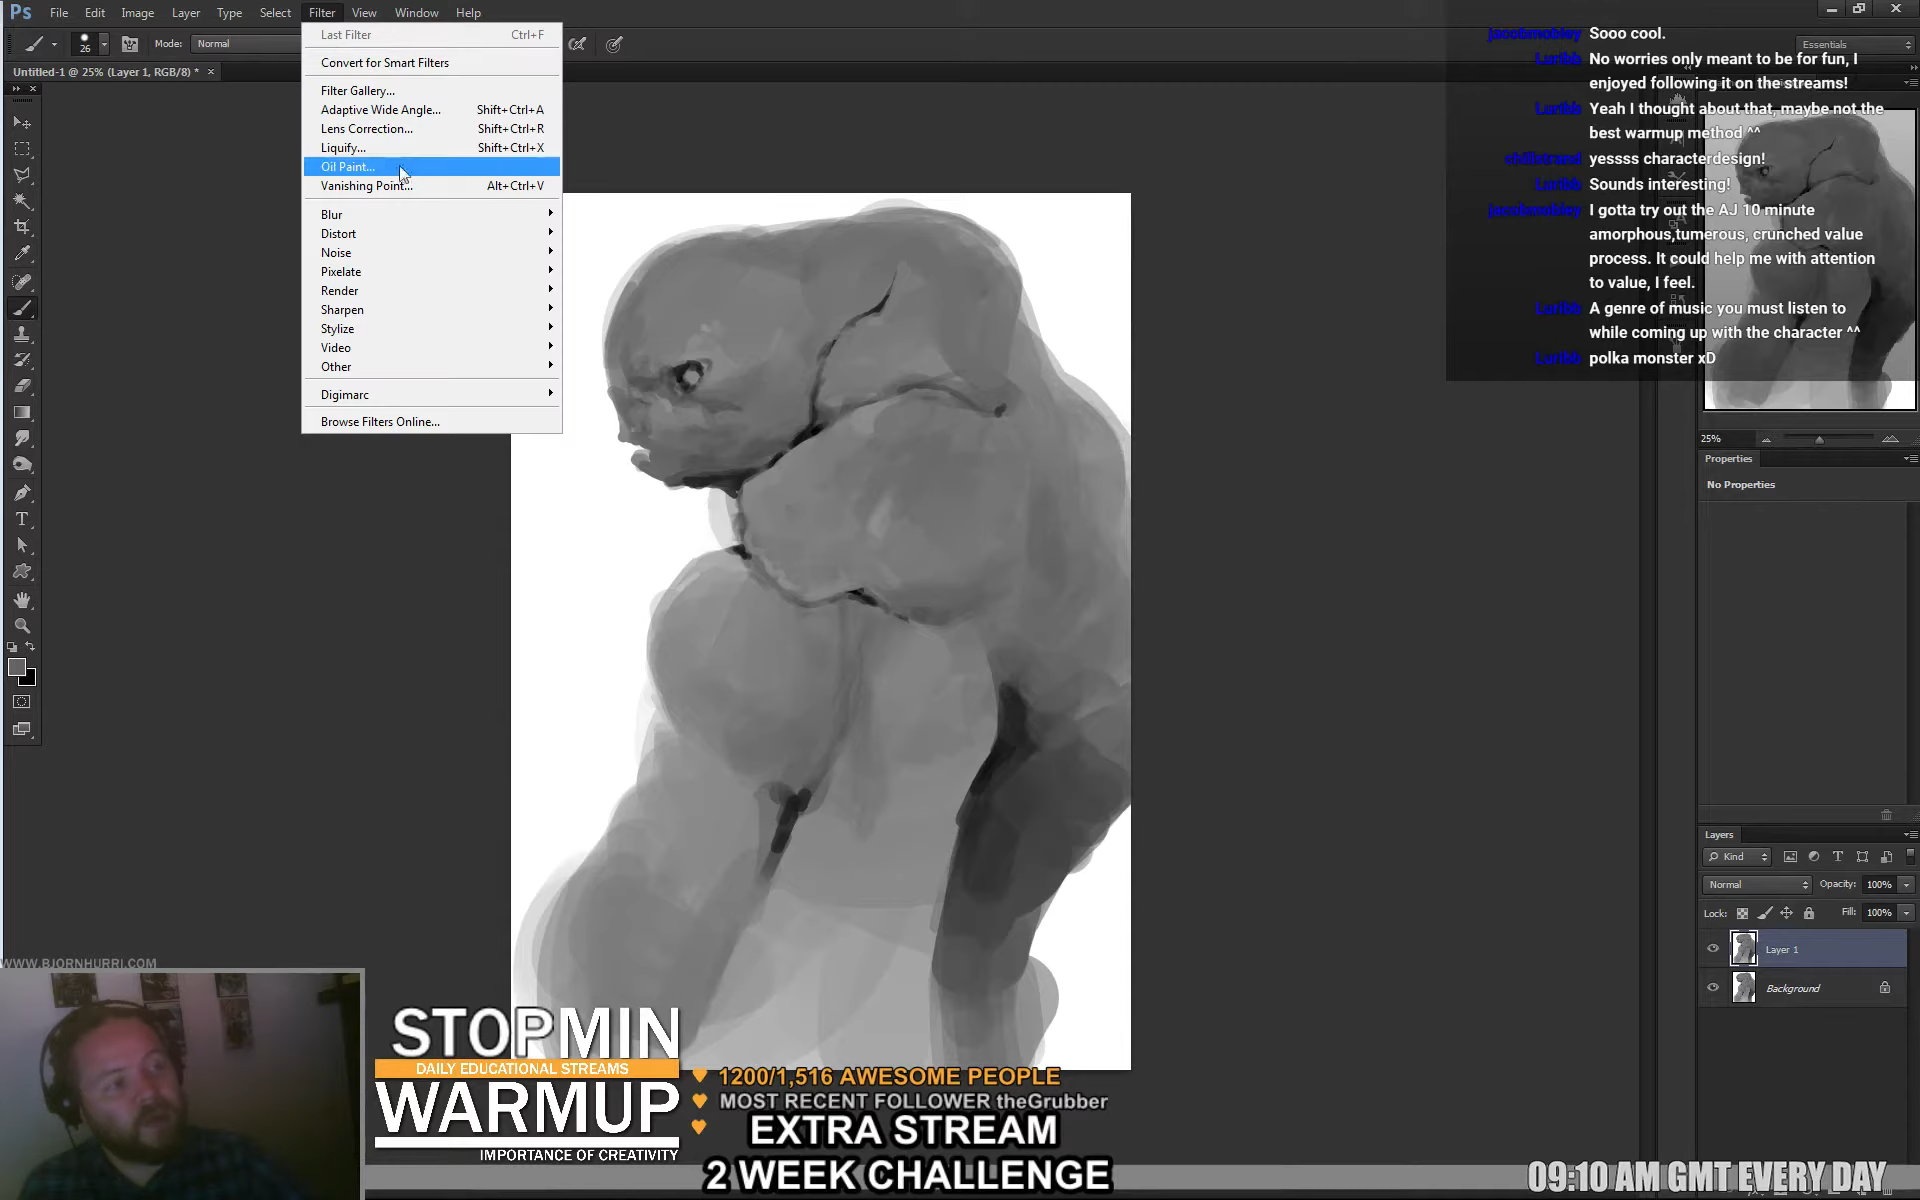 Ps File Edit Image Layer Type Select Filter View Window Help
26 Mode: Normal
Essentials
Untitled-1 @ 25% (Layer 1, RGB/8) * ×
Last Filter Ctrl+F
Convert for Smart Filters
Filter Gallery...
Adaptive Wide Angle... Shift+Ctrl+A
Lens Correction... Shift+Ctrl+R
Liquify... Shift+Ctrl+X
Oil Paint...
Vanishing Point... Alt+Ctrl+V
Blur
Distort
Noise
Pixelate
Render
Sharpen
Stylize
Video
Other
Digimarc
Browse Filters Online...
jacobmobley Sooo cool.
Luribb No worries only meant to be for fun, I
enjoyed following it on the streams!
Luribb Yeah I thought about that, maybe not the
best warmup method ^^
yessss characterdesign!
Luribb Sounds interesting!
jacobmobley I gotta try out the AJ 10 minute
amorphous,tumerous, crunched value
process. It could help me with attention
to value, I feel.
Luribb A genre of music you must listen to
while coming up with the character ^^
Luribb polka monster xD
25%
Properties
No Properties
Layers
Kind
Normal Opacity: 100%
Lock: Fill: 100%
Layer 1
Background
WWW.BJORNHURRI.COM
STOPMIN
DAILY EDUCATIONAL STREAMS
WARMUP
IMPORTANCE OF CREATIVITY
1200/1,516 AWESOME PEOPLE
MOST RECENT FOLLOWER theGrubber
EXTRA STREAM
2 WEEK CHALLENGE
09:10 AM GMT EVERY DAY